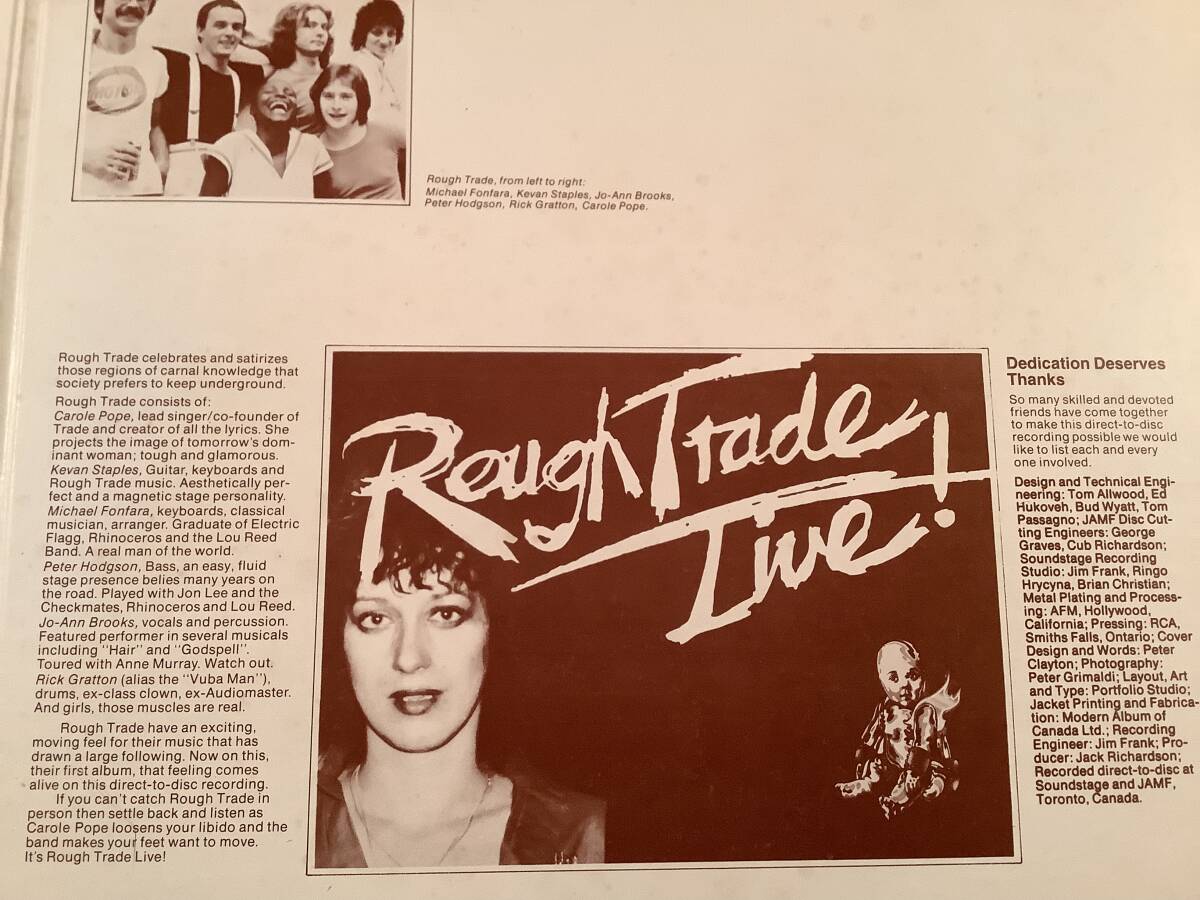 MOTO
Rough Trade, from left to right:
Michael Fonfara, Kevan Staples, Jo-Ann Brooks,
Peter Hodgson, Rick Gratton, Carole Pope.
Rough Trade celebrates and satirizes
those regions of carnal knowledge that
society prefers to keep underground.
Rough Trade consists of:
Carole Pope, lead singer/co-founder of
Trade and creator of all the lyrics. She
projects the image of tomorrow's dom-
inant woman; tough and glamorous.
Kevan Staples, Guitar, keyboards and
Rough Trade music. Aesthetically per-
fect and a magnetic stage personality.
Michael Fonfara, keyboards, classical
musician, arranger. Graduate of Electric
Flagg, Rhinoceros and the Lou Reed
Band. A real man of the world.
Peter Hodgson, Bass, an easy, fluid
stage presence belies many years on
the road. Played with Jon Lee and the
Checkmates, Rhinoceros and Lou Reed.
Jo-Ann Brooks, vocals and percussion.
Featured performer in several musicals
including "Hair" and "Godspell".
Toured with Anne Murray. Watch out.
Rick Gratton (alias the "Vuba Man"),
drums, ex-class clown, ex-Audiomaster.
And girls, those muscles are real.
Rough Trade have an exciting,
moving feel for their music that has
drawn a large following. Now on this,
their first album, that feeling comes
alive on this direct-to-disc recording.
If you can't catch Rough Trade in
person then settle back and listen as
Carole Pope loosens your libido and the
band makes your feet want to move.
It's Rough Trade Live!
Rough Trade
Live!
Dedication Deserves
Thanks
So many skilled and devoted
friends have come together
to make this direct-to-disc
recording possible we would
like to list each and every
one involved.
Design and Technical Engi-
neering: Tom Allwood, Ed
Hukoveh, Bud Wyatt, Tom
Passagno; JAMF Disc Cut-
ting Engineers: George
Graves, Cub Richardson;
Soundstage Recording
Studio: Jim Frank, Ringo
Hrycyna, Brian Christian;
Metal Plating and Process-
ing: AFM, Hollywood,
California; Pressing: RCA,
Smiths Falls, Ontario; Cover
Design and Words: Peter
Clayton; Photography:
Peter Grimaldi; Layout, Art
and Type: Portfolio Studio;
Jacket Printing and Fabrica-
tion: Modern Album of
Canada Ltd.; Recording
Engineer: Jim Frank; Pro-
ducer: Jack Richardson;
Recorded direct-to-disc at
Soundstage and JAMF,
Toronto, Canada.